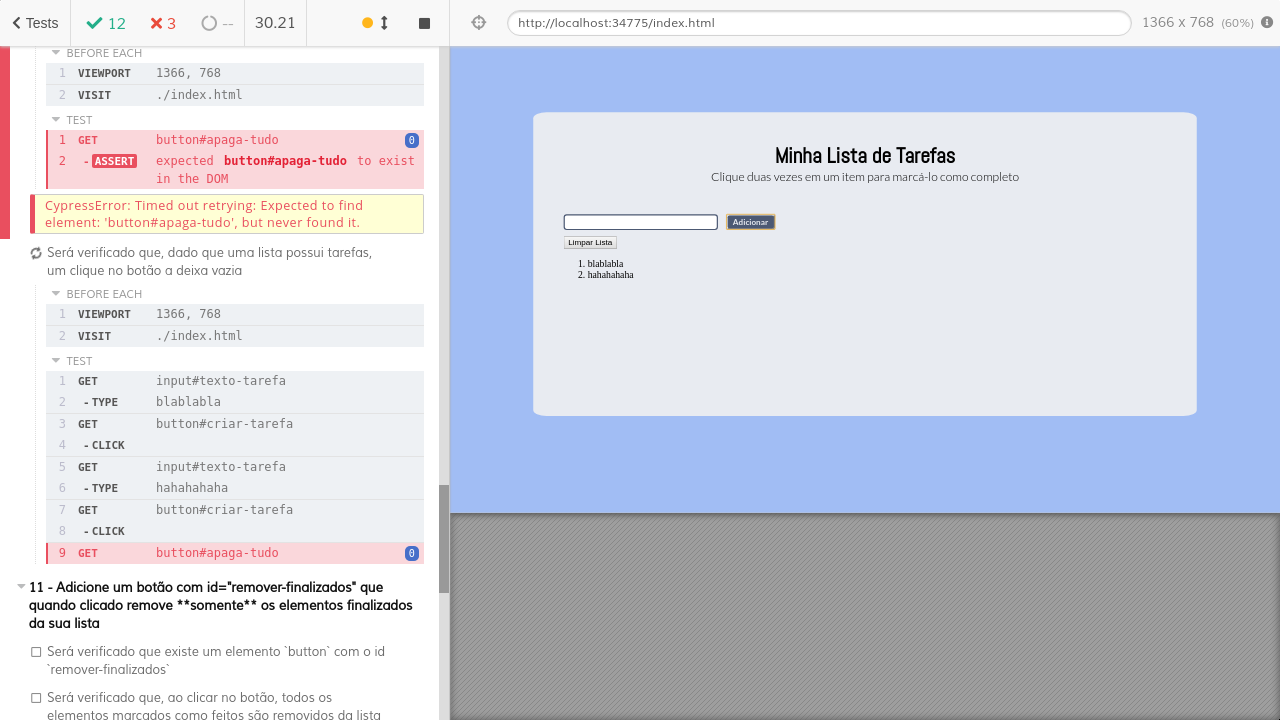 Tests
12
3
--
30.21
BEFORE EACH
1 VIEWPORT 1366, 768
2 VISIT ./index.html
TEST
1 GET button#apaga-tudo 0
2 - ASSERT expected button#apaga-tudo to exist
in the DOM
CypressError: Timed out retrying: Expected to find
element: 'button#apaga-tudo', but never found it.
Será verificado que, dado que uma lista possui tarefas,
um clique no botão a deixa vazia
BEFORE EACH
1 VIEWPORT 1366, 768
2 VISIT ./index.html
TEST
1 GET input#texto-tarefa
2 - TYPE blablabla
3 GET button#criar-tarefa
4 - CLICK
5 GET input#texto-tarefa
6 - TYPE hahahahaha
7 GET button#criar-tarefa
8 - CLICK
9 GET button#apaga-tudo 0
11 - Adicione um botão com id="remover-finalizados" que
quando clicado remove **somente** os elementos finalizados
da sua lista
Será verificado que existe um elemento `button` com o id
`remover-finalizados`
Será verificado que, ao clicar no botão, todos os
elementos marcados como feitos são removidos da lista
http://localhost:34775/index.html
1366 x 768 (60%)
Minha Lista de Tarefas
Clique duas vezes em um item para marcá-lo como completo
Adicionar
Limpar Lista
1. blablabla
2. hahahahaha